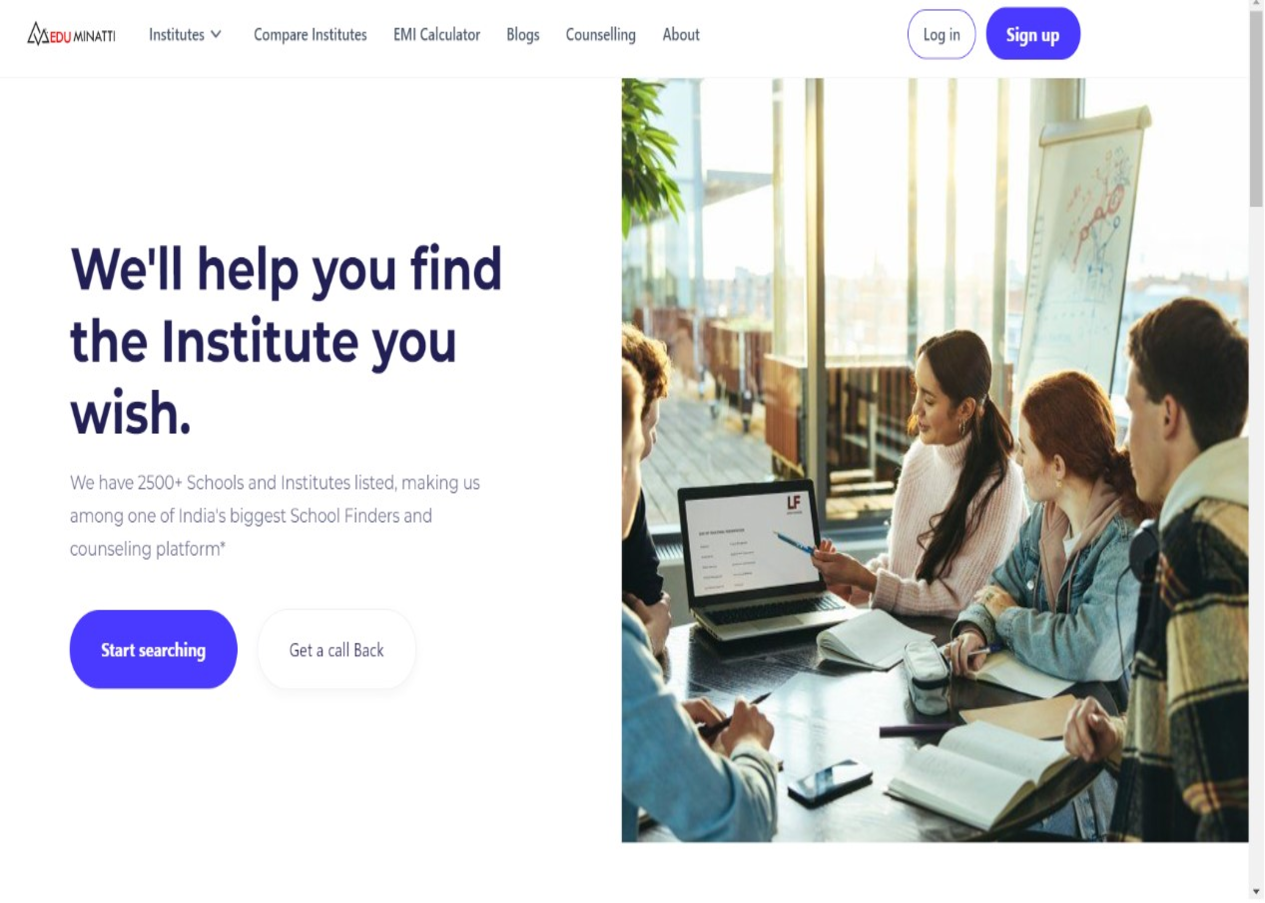 EDU MINATTI
Institutes
Compare Institutes
EMI Calculator
Blogs
Counselling
About
Log in
Sign up
We'll help you find
the Institute you
wish.
We have 2500+ Schools and Institutes listed, making us
among one of India's biggest School Finders and
counseling platform*
Start searching
Get a call Back
LF